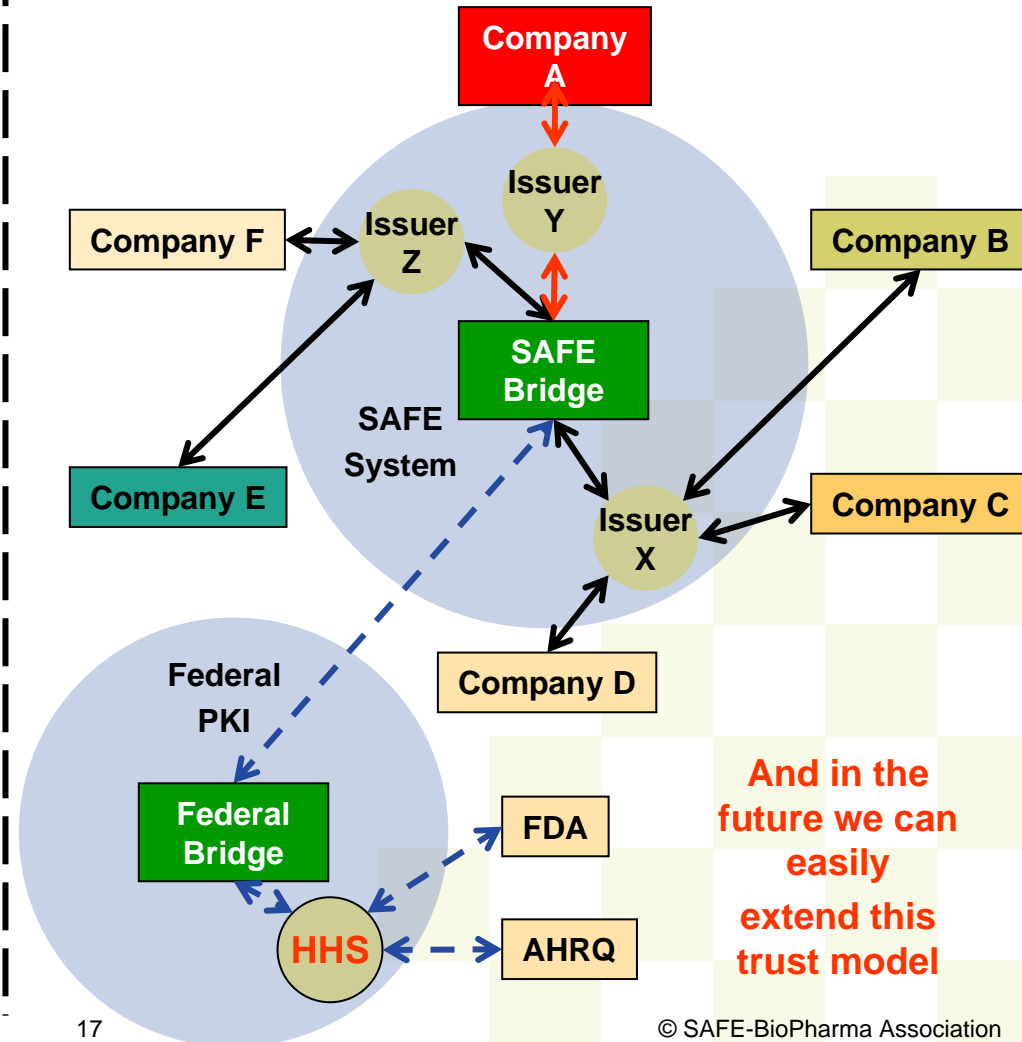 Company
A
Issuer
Y
Issuer
Z
Company F
Company B
SAFE
Bridge
SAFE
System
Company E
Company C
Issuer
X
Company D
Federal
PKI
Federal
Bridge
FDA
HHS
AHRQ
And in the
future we can
easily
extend this
trust model
17
© SAFE-BioPharma Association